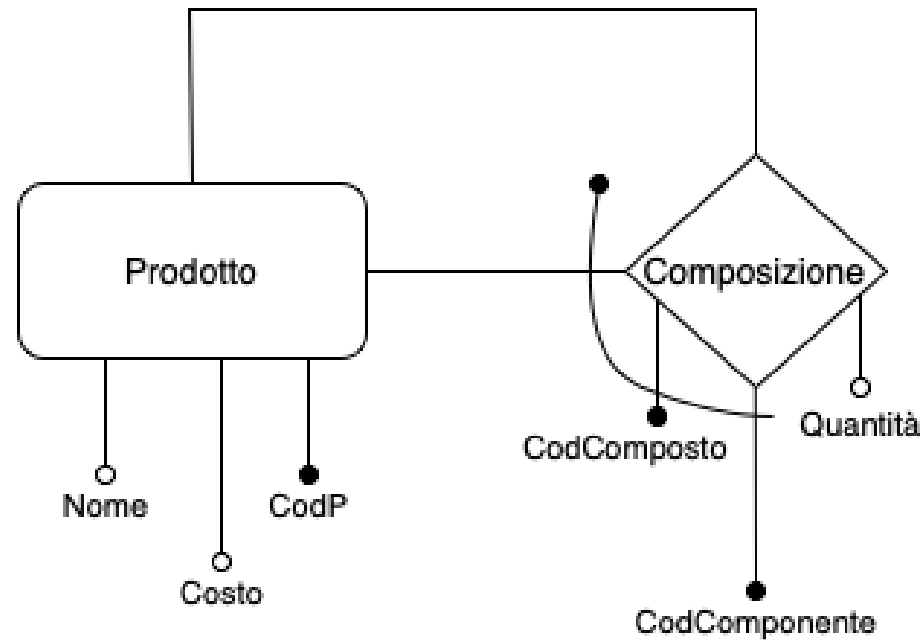 Prodotto
Composizione
Quantità
CodComposto
Nome
CodP
Costo
CodComponente